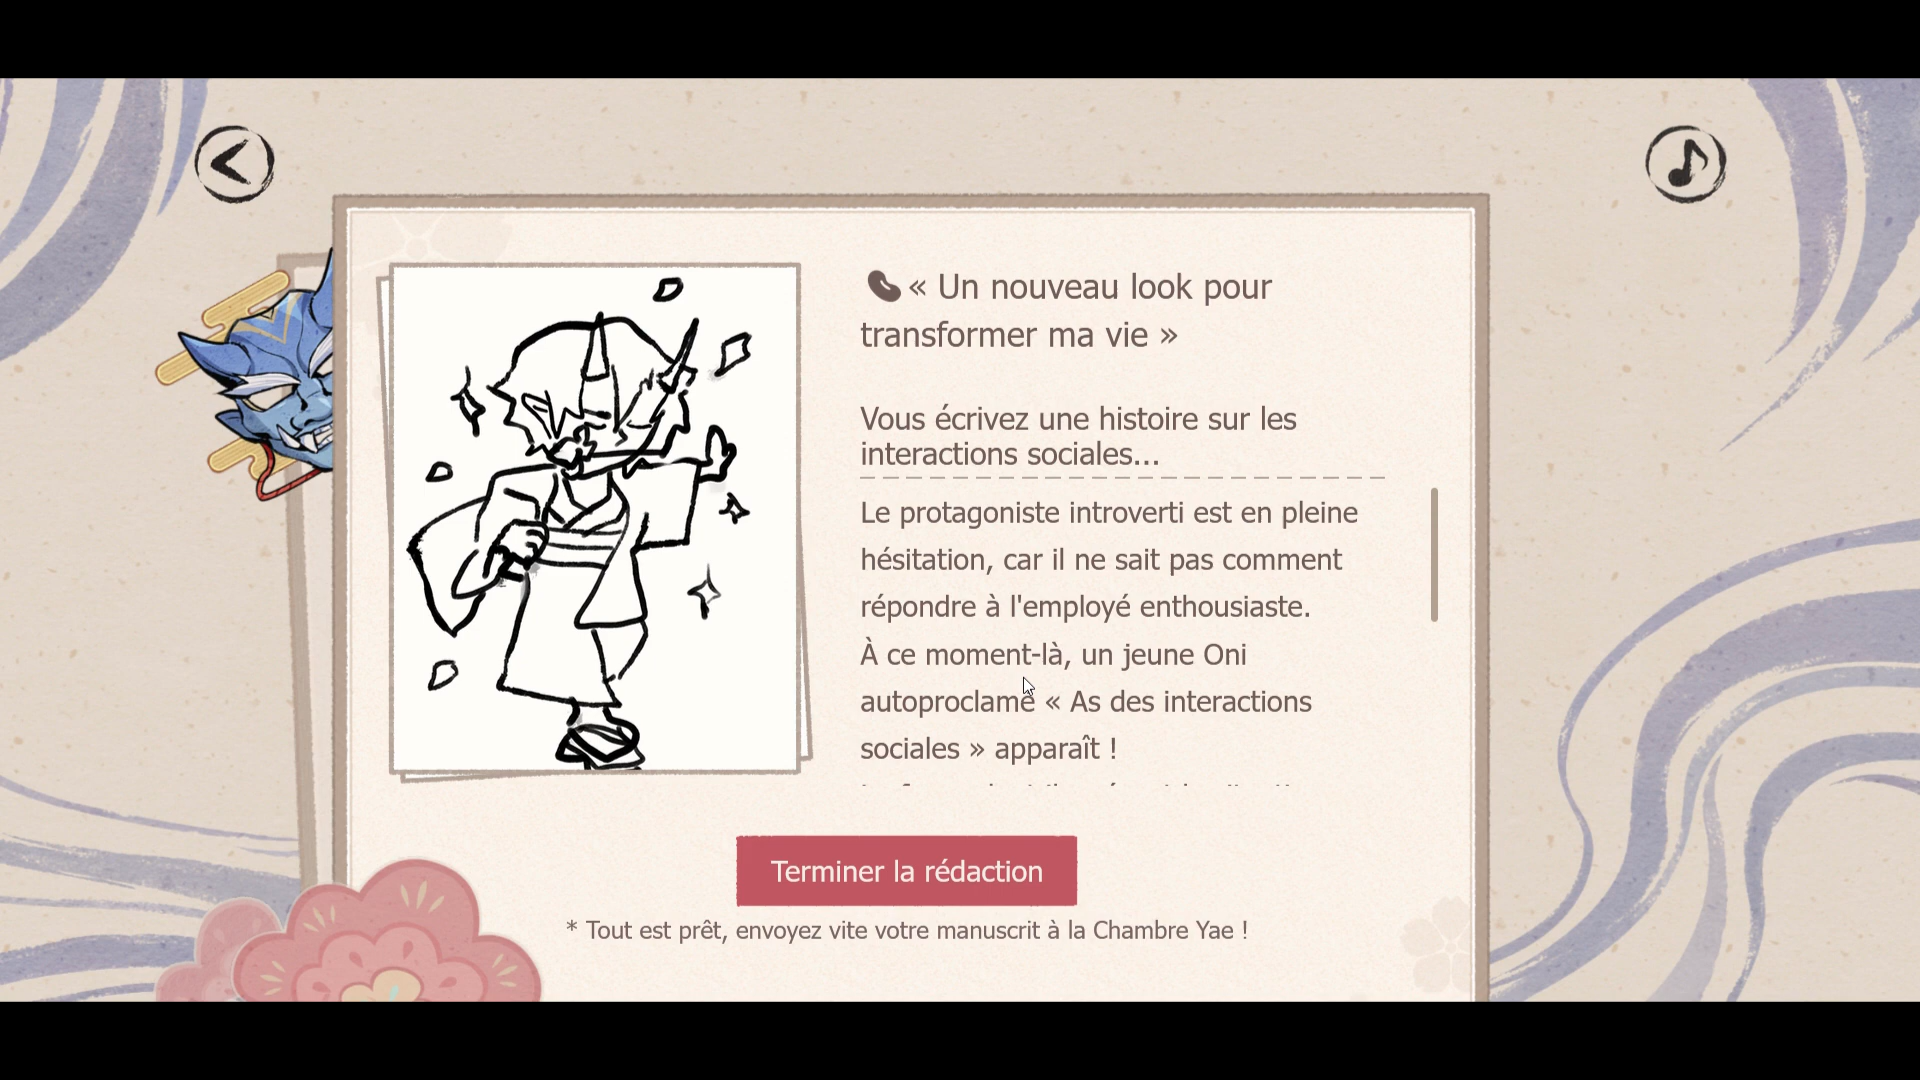 « Un nouveau look pour
transformer ma vie »
Vous écrivez une histoire sur les
interactions sociales...
Le protagoniste introverti est en pleine
hésitation, car il ne sait pas comment
répondre à l'employé enthousiaste.
À ce moment-là, un jeune Oni
autoproclamé « As des interactions
sociales » apparaît !
Terminer la rédaction
* Tout est prêt, envoyez vite votre manuscrit à la Chambre Yae !